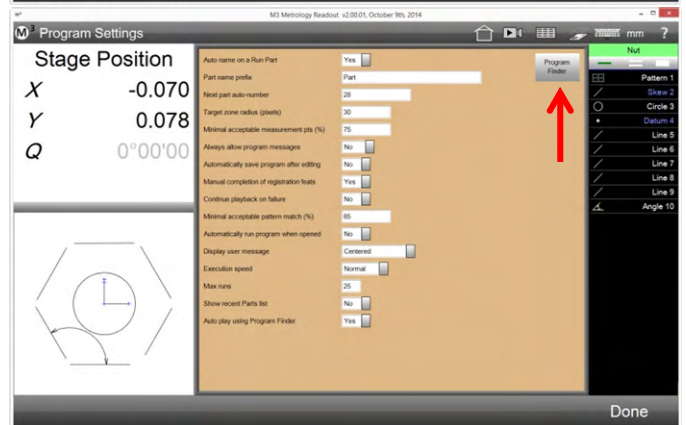 M3 Metrology Readout v2.00.01, October 9th, 2014
M3 Program Settings mm ?
Stage Position
X -0.070
Y 0.078
Q 0°00'00
Auto name on a Run Part Yes
Part name prefix Part
Next part auto-number 28
Target zone radius (pixels) 30
Minimal acceptable measurement pts (%) 75
Always allow program messages No
Automatically save program after editing No
Manual completion of registration feats Yes
Continue playback on failure No
Minimal acceptable pattern match (%) 85
Automatically run program when opened No
Display user message Centered
Execution speed Normal
Max runs 25
Show recent Parts list No
Auto play using Program Finder Yes
Program
Finder
Nut
Pattern 1
Skew 2
Circle 3
Datum 4
Line 5
Line 6
Line 7
Line 8
Line 9
Angle 10
Done